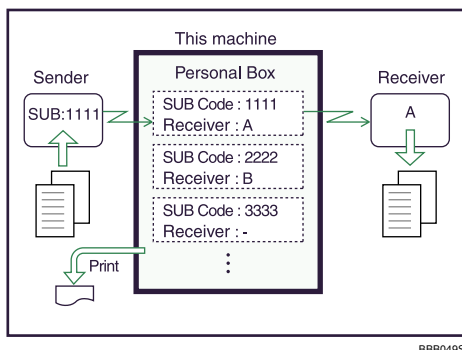 This machine
Sender
Personal Box
Receiver
SUB:1111
SUB Code : 1111
Receiver : A
A
SUB Code : 2222
Receiver : B
SUB Code : 3333
Receiver : -
Print
BBB049S